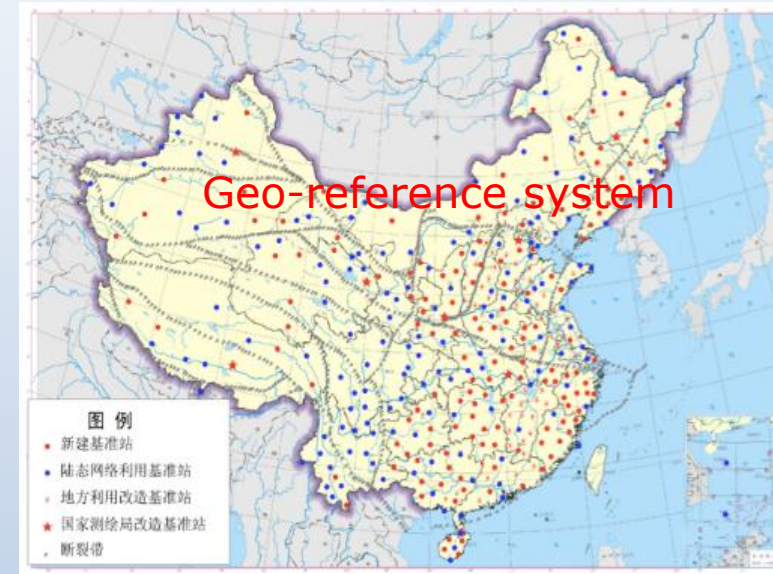 Geo-reference system
图 例
新建基准站
陆态网络利用基准站
地方利用改造基准站
国家测绘局改造基准站
断裂带